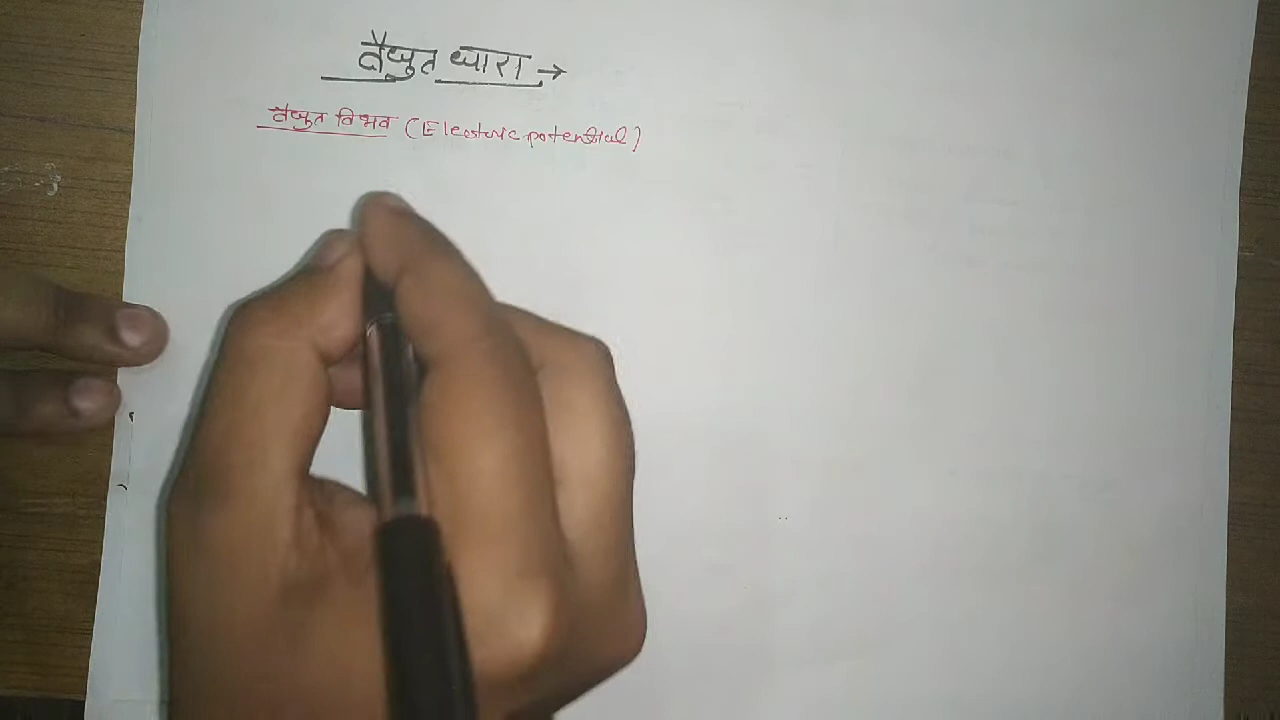 वैधुत धारा →
वैधुत विभव (Electric potential)